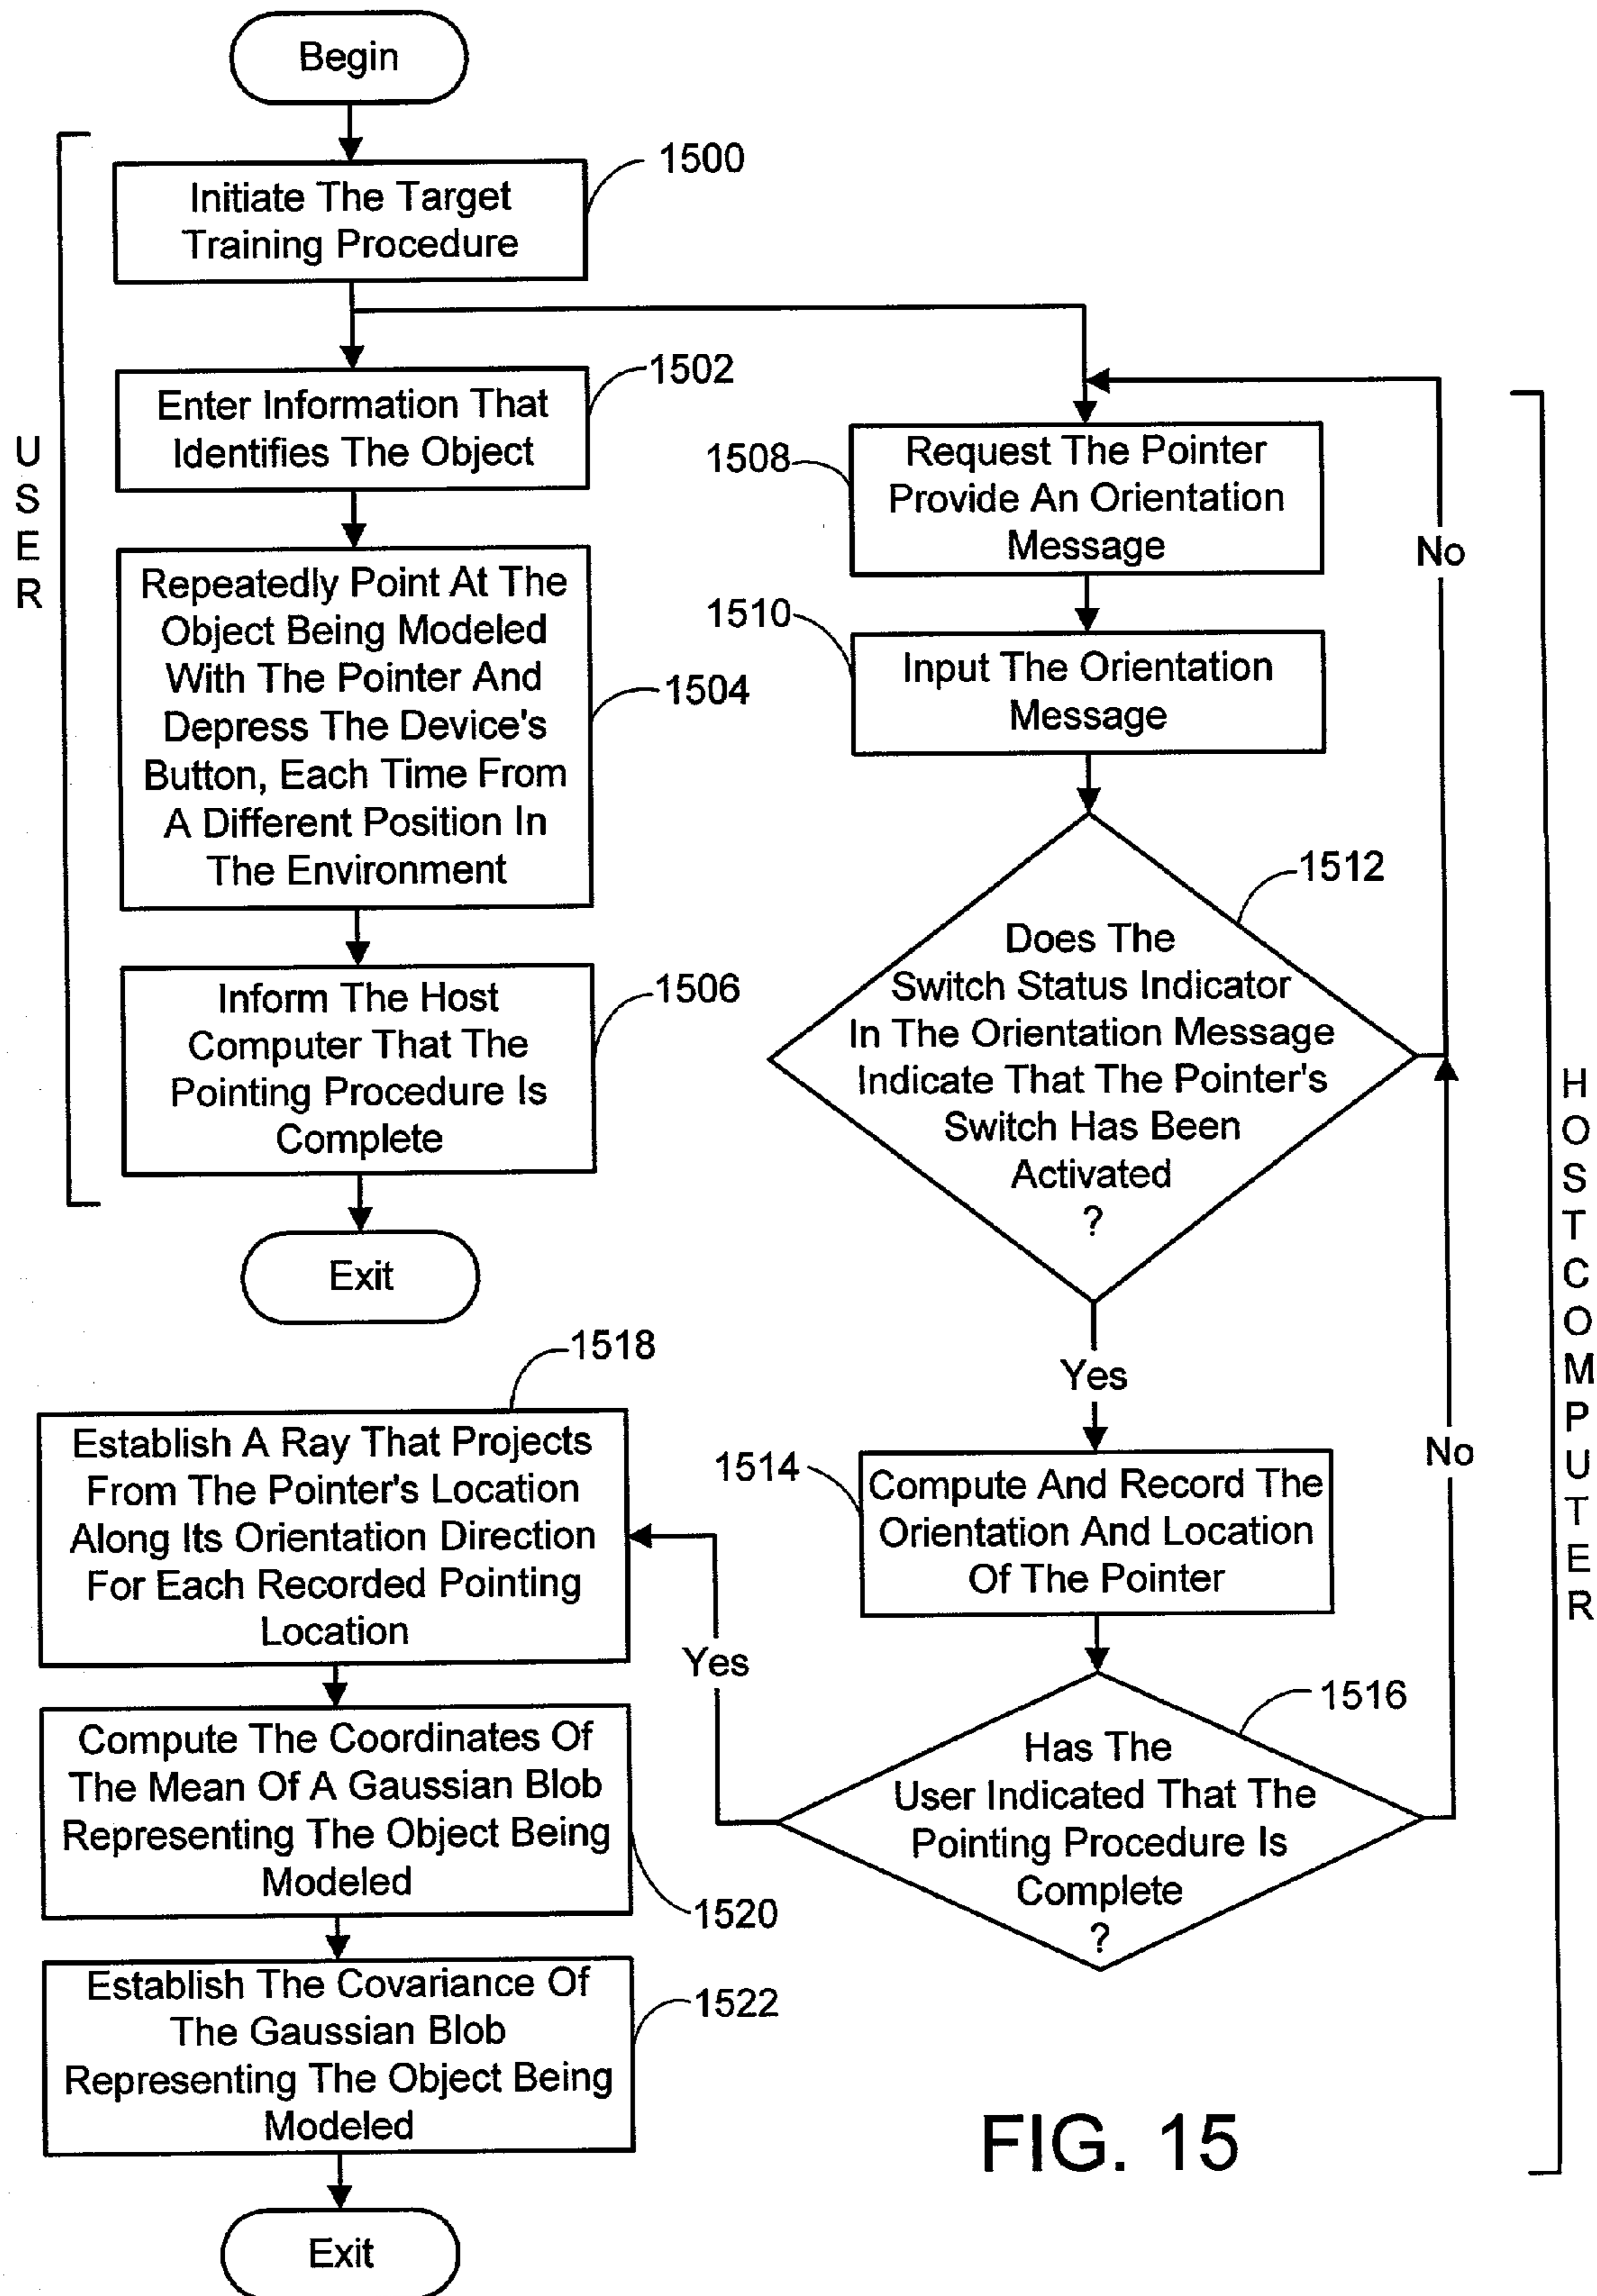 Begin
1500
Initiate The Target
Training Procedure
1502
Enter Information That
Identifies The Object
U
S
E
R
Repeatedly Point At The
Object Being Modeled
With The Pointer And
Depress The Device's
Button, Each Time From
A Different Position In
The Environment
1504
Inform The Host
Computer That The
Pointing Procedure Is
Complete
1506
Exit
1508
Request The Pointer
Provide An Orientation
Message
No
1510
Input The Orientation
Message
1512
Does The
Switch Status Indicator
In The Orientation Message
Indicate That The Pointer's
Switch Has Been
Activated
?
H
O
S
T
C
O
M
P
U
T
E
R
Yes
1514
Compute And Record The
Orientation And Location
Of The Pointer
No
1516
Has The
User Indicated That The
Pointing Procedure Is
Complete
?
Yes
1518
Establish A Ray That Projects
From The Pointer's Location
Along Its Orientation Direction
For Each Recorded Pointing
Location
Compute The Coordinates Of
The Mean Of A Gaussian Blob
Representing The Object Being
Modeled
1520
Establish The Covariance Of
The Gaussian Blob
Representing The Object Being
Modeled
1522
Exit
FIG. 15